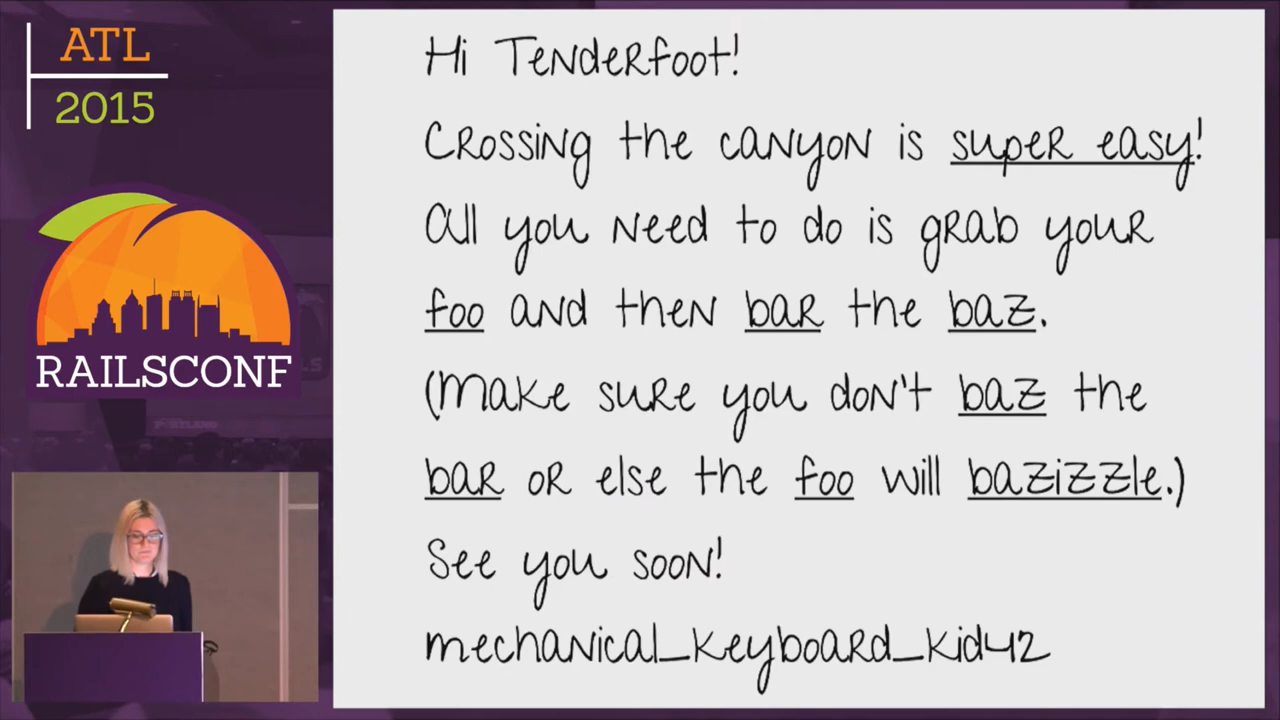 ATL
2015
RAILSCONF
Hi Tenderfoot!
Crossing the canyon is super easy!
All you need to do is grab your
foo and then bar the baz.
(Make sure you don't baz the
bar or else the foo will bazizzle.)
See you soon!
mechanical_keyboard_kid42